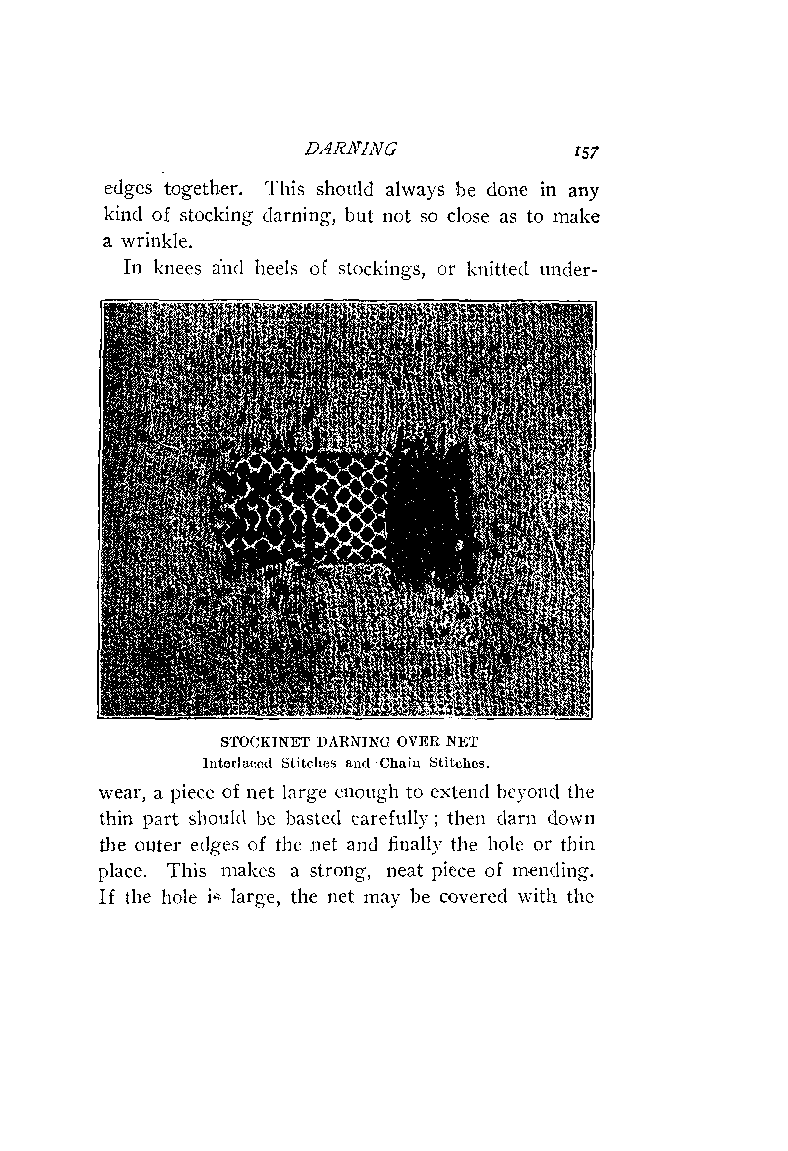 DARNING 157
edges together. This should always be done in any
kind of stocking darning, but not so close as to make
a wrinkle.
In knees and heels of stockings, or knitted under-
STOCKINET DARNING OVER NET
Interlaced Stitches and Chain Stitches.
wear, a piece of net large enough to extend beyond the
thin part should be basted carefully; then darn down
the outer edges of the net and finally the hole or thin
place. This makes a strong, neat piece of mending.
If the hole is large, the net may be covered with the